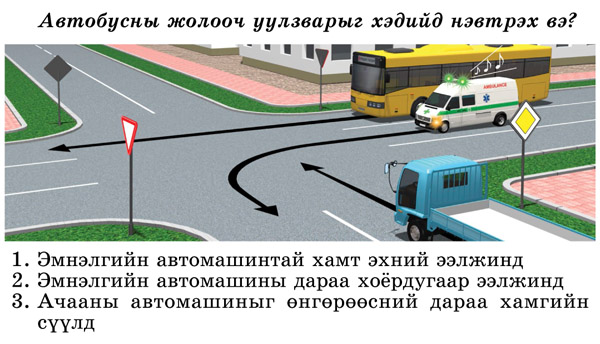 Автобусны жолооч уулзварыг хэдийд нэвтрэх вэ?
AMBULANCE
1. Эмнэлгийн автомашинтай хамт эхний ээлжинд
2. Эмнэлгийн автомашины дараа хоёрдугаар ээлжинд
3. Ачааны автомашиныг өнгөрөөсний дараа хамгийн
сүүлд